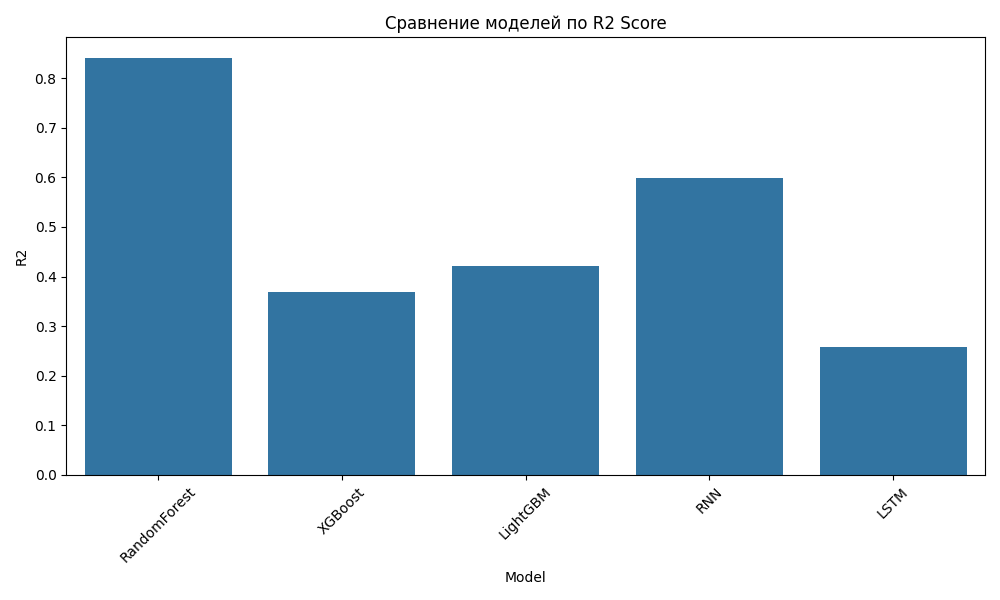 Сравнение моделей по R2 Score
R2
0.8
0.7
0.6
0.5
0.4
0.3
0.2
0.1
0.0
RandomForest
XGBoost
LightGBM
RNN
LSTM
Model